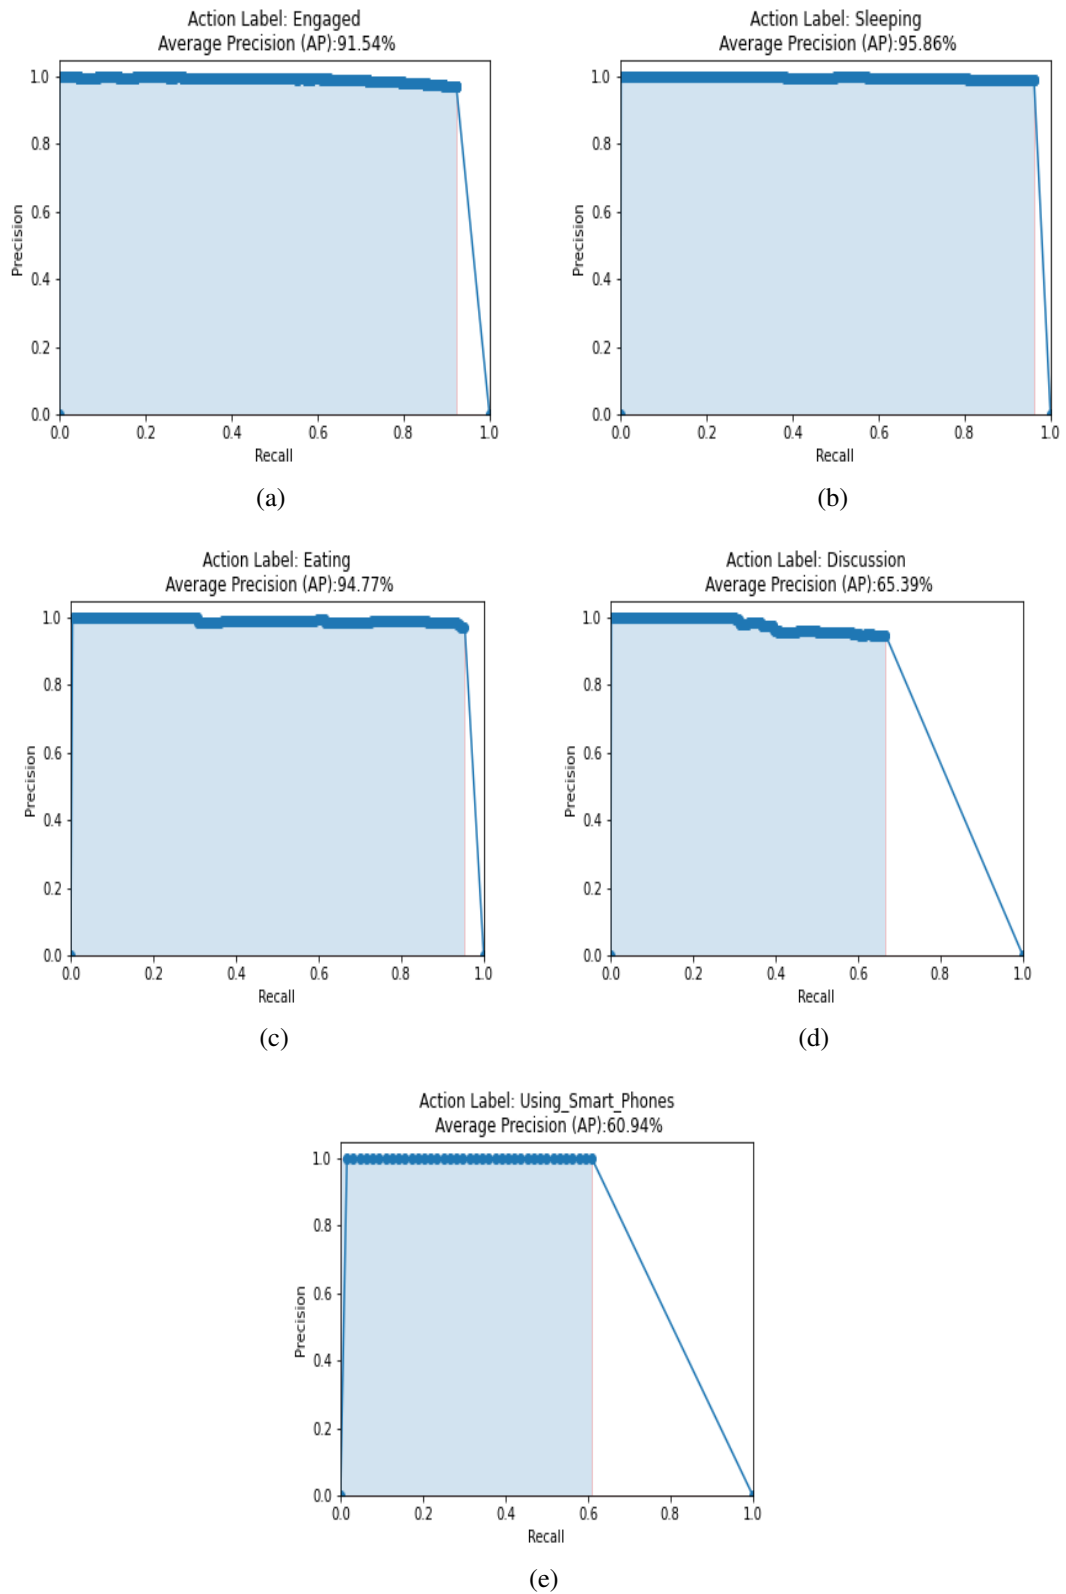 Action Label: Engaged
Average Precision (AP):91.54%
1.0
0.8
0.6
0.4
0.2
0.0
Precision
0.0 0.2 0.4 0.6 0.8 1.0
Recall
(a)
Action Label: Sleeping
Average Precision (AP):95.86%
1.0
0.8
0.6
0.4
0.2
0.0
Precision
0.0 0.2 0.4 0.6 0.8 1.0
Recall
(b)
Action Label: Eating
Average Precision (AP):94.77%
1.0
0.8
0.6
0.4
0.2
0.0
Precision
0.0 0.2 0.4 0.6 0.8 1.0
Recall
(c)
Action Label: Discussion
Average Precision (AP):65.39%
1.0
0.8
0.6
0.4
0.2
0.0
Precision
0.0 0.2 0.4 0.6 0.8 1.0
Recall
(d)
Action Label: Using_Smart_Phones
Average Precision (AP):60.94%
1.0
0.8
0.6
0.4
0.2
0.0
Precision
0.0 0.2 0.4 0.6 0.8 1.0
Recall
(e)